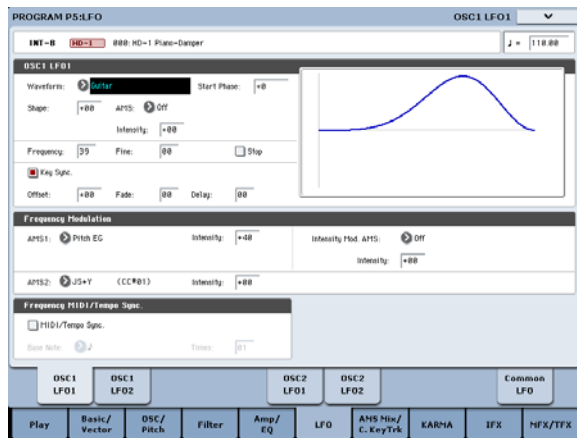 PROGRAM P5:LFO OSC1 LFO1
INT-B HD-1 000: HD-1 Piano-Damper ♩ = 110.00
OSC1 LFO1
Waveform: Guitar Start Phase: +0
Shape: +00 AMS: Off
Intensity: +00
Frequency: 39 Fine: 00 Stop
Key Sync.
Offset: +00 Fade: 00 Delay: 00
Frequency Modulation
AMS1: Pitch EG Intensity: +40 Intensity Mod. AMS: Off
Intensity: +00
AMS2: JS+Y (CC#01) Intensity: +00
Frequency MIDI/Tempo Sync.
MIDI/Tempo Sync.
Base Note: ♪ Times: 01
OSC1 LFO1 OSC1 LFO2 OSC2 LFO1 OSC2 LFO2 Common LFO
Play Basic/Vector OSC/Pitch Filter Amp/EQ LFO AMS Mix/C.KeyTrk KARMA IFX MFX/TFX